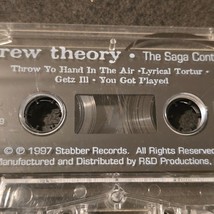 rew theory • The Saga Cont
Throw Yo Hand In The Air • Lyrical Tortur •
Getz Ill • You Got Played
© ℗ 1997 Stabber Records. All Rights Reserved
Manufactured and Distributed by R&D Productions,